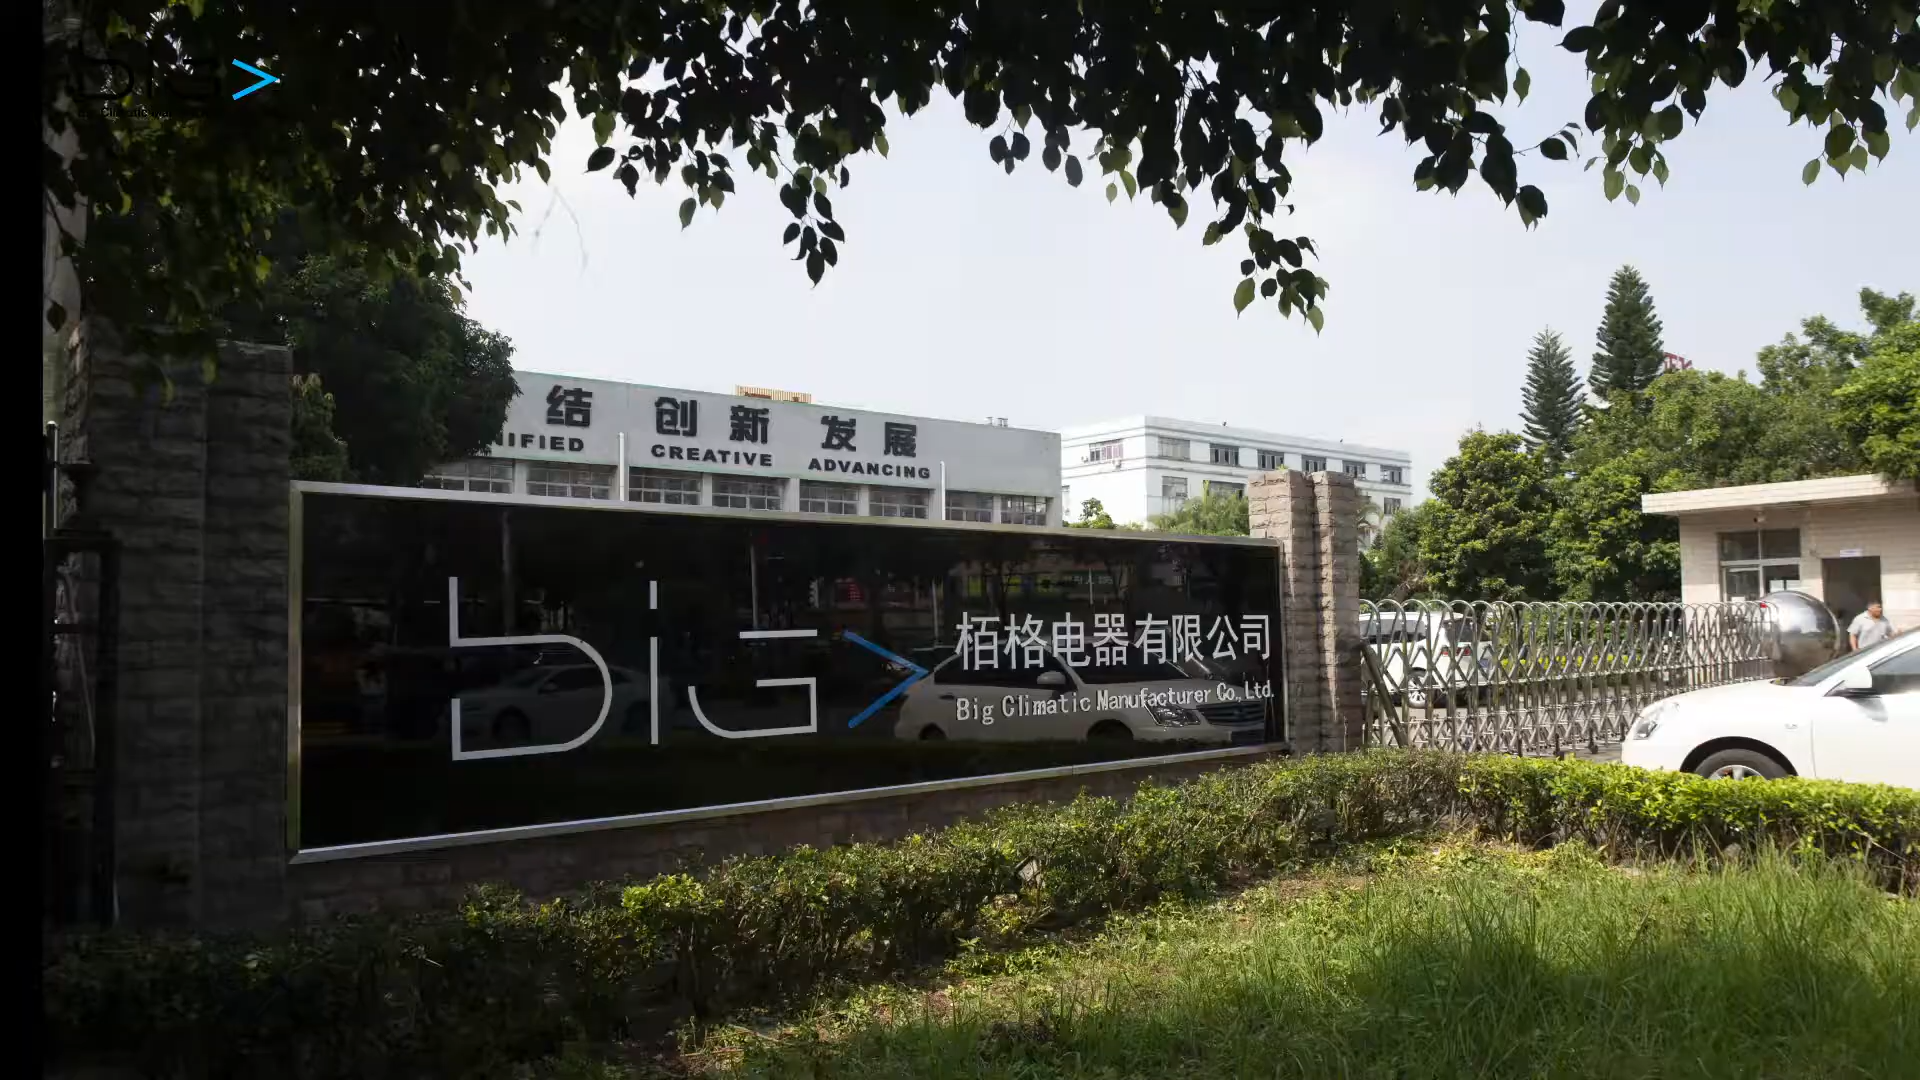 big>
结 创新 发展
NIFIED CREATIVE ADVANCING
big>
栢格电器有限公司
Big Climatic Manufacturer Co., Ltd.